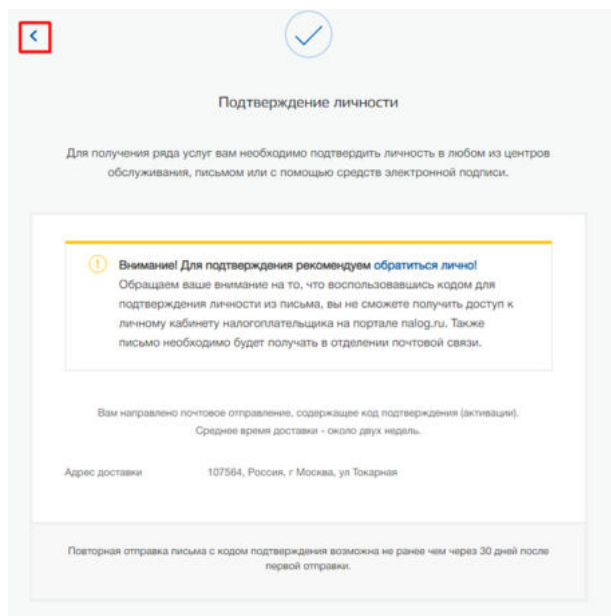 Подтверждение личности
Для получения ряда услуг вам необходимо подтвердить личность в любом из центров
обслуживания, письмом или с помощью средств электронной подписи.
Внимание! Для подтверждения рекомендуем обратиться лично!
Обращаем ваше внимание на то, что воспользовавшись кодом для
подтверждения личности из письма, вы не сможете получить доступ к
личному кабинету налогоплательщика на портале nalog.ru. Также
письмо необходимо будет получать в отделении почтовой связи.
Вам направлено почтовое отправление, содержащее код подтверждения (активации).
Среднее время доставки - около двух недель.
Адрес доставки 107564, Россия, г Москва, ул Токарная
Повторная отправка письма с кодом подтверждения возможна не ранее чем через 30 дней после
первой отправки.